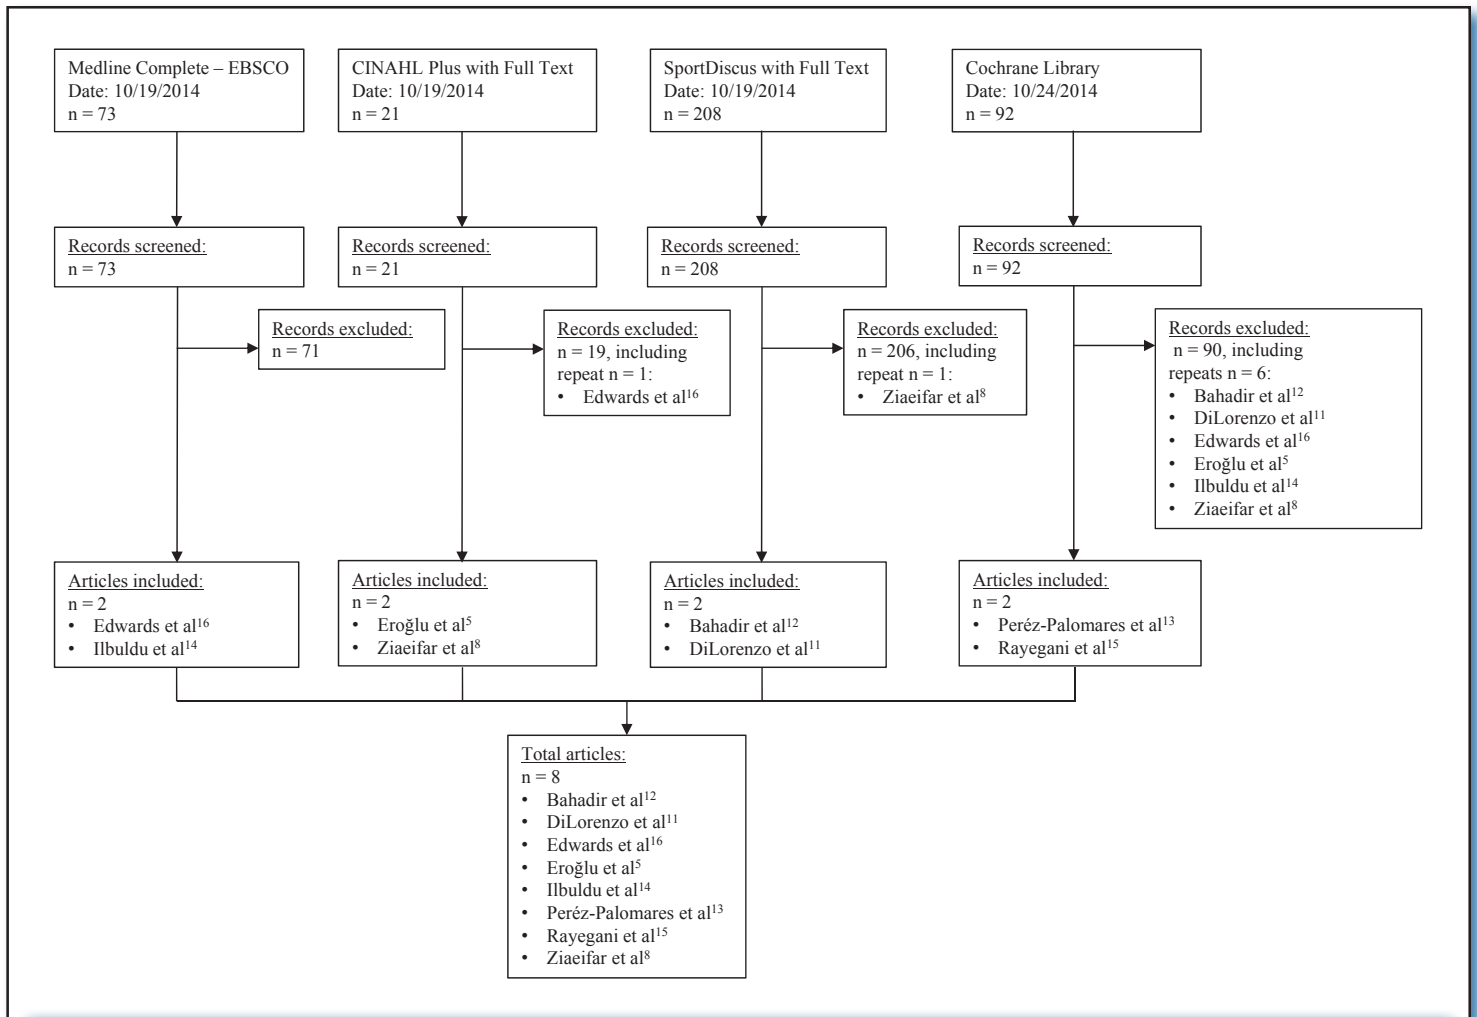 Medline Complete – EBSCO
Date: 10/19/2014
n = 73
CINAHL Plus with Full Text
Date: 10/19/2014
n = 21
SportDiscus with Full Text
Date: 10/19/2014
n = 208
Cochrane Library
Date: 10/24/2014
n = 92
Records screened:
n = 73
Records screened:
n = 21
Records screened:
n = 208
Records screened:
n = 92
Records excluded:
n = 71
Records excluded:
n = 19, including
repeat n = 1:
• Edwards et al¹⁶
Records excluded:
n = 206, including
repeat n = 1:
• Ziaeifar et al⁸
Records excluded:
n = 90, including
repeats n = 6:
• Bahadir et al¹²
• DiLorenzo et al¹¹
• Edwards et al¹⁶
• Eroğlu et al⁵
• Ilbuldu et al¹⁴
• Ziaeifar et al⁸
Articles included:
n = 2
• Edwards et al¹⁶
• Ilbuldu et al¹⁴
Articles included:
n = 2
• Eroğlu et al⁵
• Ziaeifar et al⁸
Articles included:
n = 2
• Bahadir et al¹²
• DiLorenzo et al¹¹
Articles included:
n = 2
• Peréz-Palomares et al¹³
• Rayegani et al¹⁵
Total articles:
n = 8
• Bahadir et al¹²
• DiLorenzo et al¹¹
• Edwards et al¹⁶
• Eroğlu et al⁵
• Ilbuldu et al¹⁴
• Peréz-Palomares et al¹³
• Rayegani et al¹⁵
• Ziaeifar et al⁸